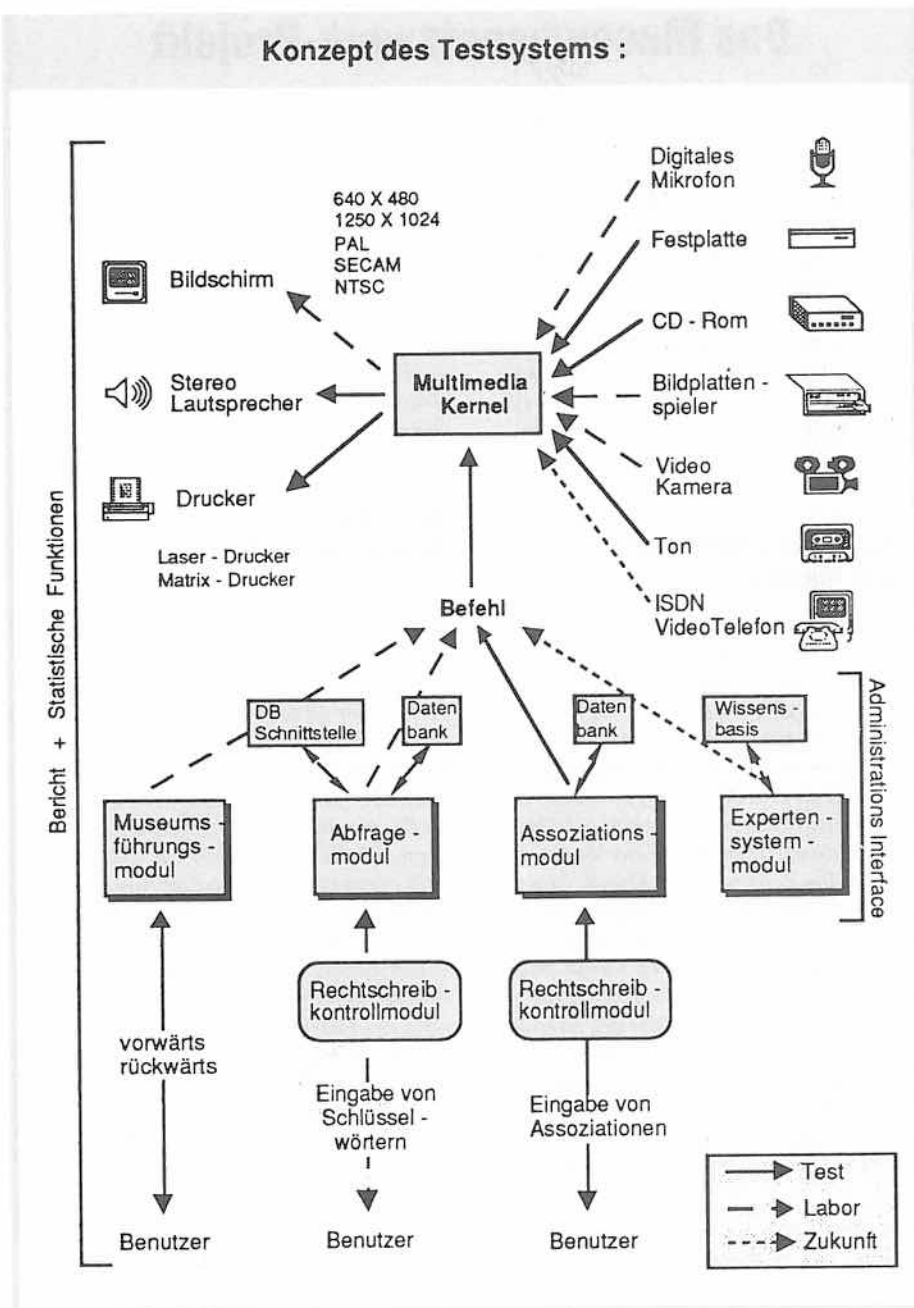 Konzept des Testsystems :
640 X 480
1250 X 1024
PAL
SECAM
NTSC
Bildschirm
Stereo
Lautsprecher
Drucker
Laser - Drucker
Matrix - Drucker
Multimedia
Kernel
Digitales
Mikrofon
Festplatte
CD - Rom
Bildplatten -
spieler
Video
Kamera
Ton
ISDN
VideoTelefon
Befehl
Bericht + Statistische Funktionen
Administrations Interface
DB
Schnittstelle
Daten
bank
Daten
bank
Wissens -
basis
Museums -
führungs -
modul
Abfrage -
modul
Assoziations -
modul
Experten -
system -
modul
Rechtschreib -
kontrollmodul
Rechtschreib -
kontrollmodul
vorwärts
rückwärts
Eingabe von
Schlüssel -
wörtern
Eingabe von
Assoziationen
Benutzer
Benutzer
Benutzer
Test
Labor
Zukunft